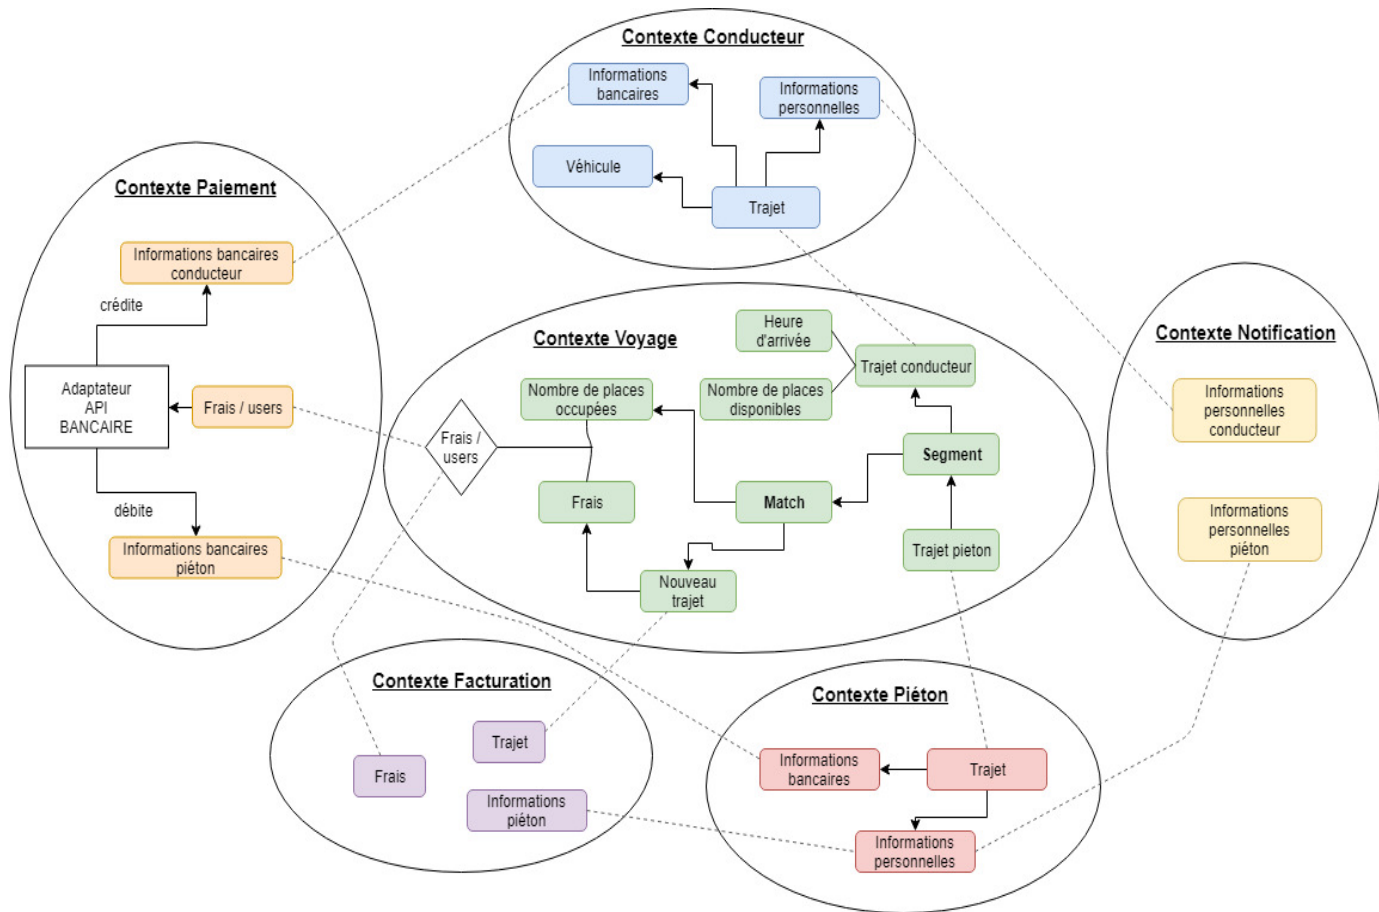 Contexte Conducteur
Informations
bancaires
Informations
personnelles
Véhicule
Trajet
Contexte Paiement
Informations bancaires
conducteur
crédite
Adaptateur
API
BANCAIRE
Frais / users
débite
Informations bancaires
piéton
Contexte Voyage
Heure
d'arrivée
Trajet conducteur
Nombre de places
occupées
Nombre de places
disponibles
Frais /
users
Segment
Frais
Match
Trajet pieton
Nouveau
trajet
Contexte Notification
Informations
personnelles
conducteur
Informations
personnelles
piéton
Contexte Facturation
Trajet
Frais
Informations
piéton
Contexte Piéton
Informations
bancaires
Trajet
Informations
personnelles